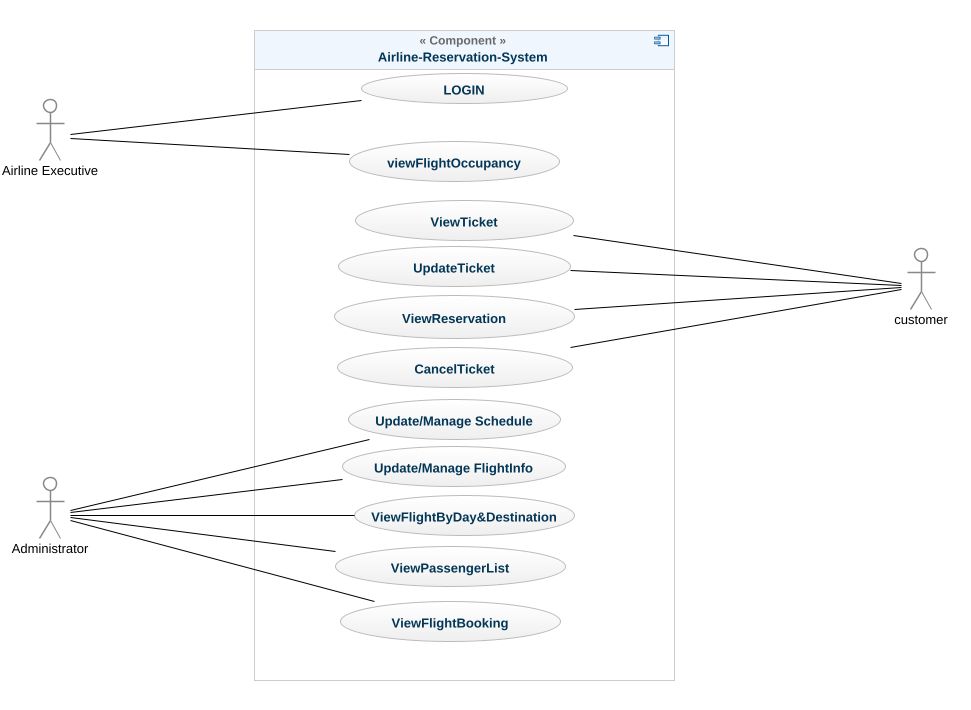 « Component »
Airline-Reservation-System
LOGIN
Airline Executive
viewFlightOccupancy
ViewTicket
UpdateTicket
ViewReservation
customer
CancelTicket
Update/Manage Schedule
Update/Manage FlightInfo
ViewFlightByDay&Destination
Administrator
ViewPassengerList
ViewFlightBooking